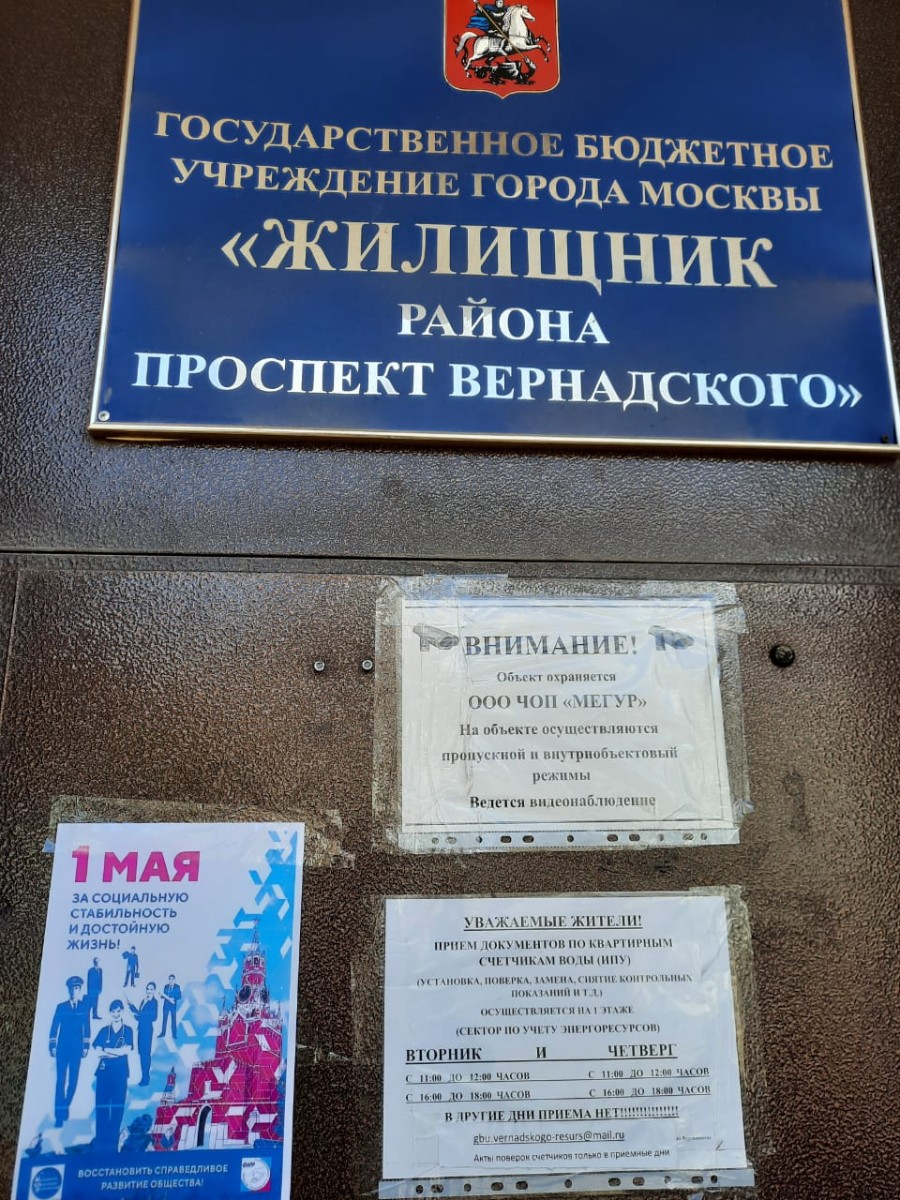 ГОСУДАРСТВЕННОЕ БЮДЖЕТНОЕ
УЧРЕЖДЕНИЕ ГОРОДА МОСКВЫ
«ЖИЛИЩНИК
РАЙОНА
ПРОСПЕКТ ВЕРНАДСКОГО»
ВНИМАНИЕ!
Объект охраняется
ООО ЧОП «МЕГУР»
На объекте осуществляются
пропускной и внутриобъектовый
режимы
Ведется видеонаблюдение
1 МАЯ
ЗА СОЦИАЛЬНУЮ
СТАБИЛЬНОСТЬ
И ДОСТОЙНУЮ
ЖИЗНЬ!
ВОССТАНОВИТЬ СПРАВЕДЛИВОЕ
РАЗВИТИЕ ОБЩЕСТВА!
УВАЖАЕМЫЕ ЖИТЕЛИ!
ПРИЕМ ДОКУМЕНТОВ ПО КВАРТИРНЫМ
СЧЕТЧИКАМ ВОДЫ (ИПУ)
(УСТАНОВКА, ПОВЕРКА, ЗАМЕНА, СНЯТИЕ КОНТРОЛЬНЫХ
ПОКАЗАНИЙ И Т.Д.)
ОСУЩЕСТВЛЯЕТСЯ НА 1 ЭТАЖЕ
(СЕКТОР ПО УЧЕТУ ЭНЕРГОРЕСУРСОВ)
ВТОРНИК И ЧЕТВЕРГ
С 11:00 ДО 12:00 ЧАСОВ С 11:00 ДО 12:00 ЧАСОВ
С 16:00 ДО 18:00 ЧАСОВ С 16:00 ДО 18:00 ЧАСОВ
В ДРУГИЕ ДНИ ПРИЕМА НЕТ!!!!!!!!!!!!!!!
gbu.vernadskogo-resurs@mail.ru
Акты поверок счетчиков только в приемные дни